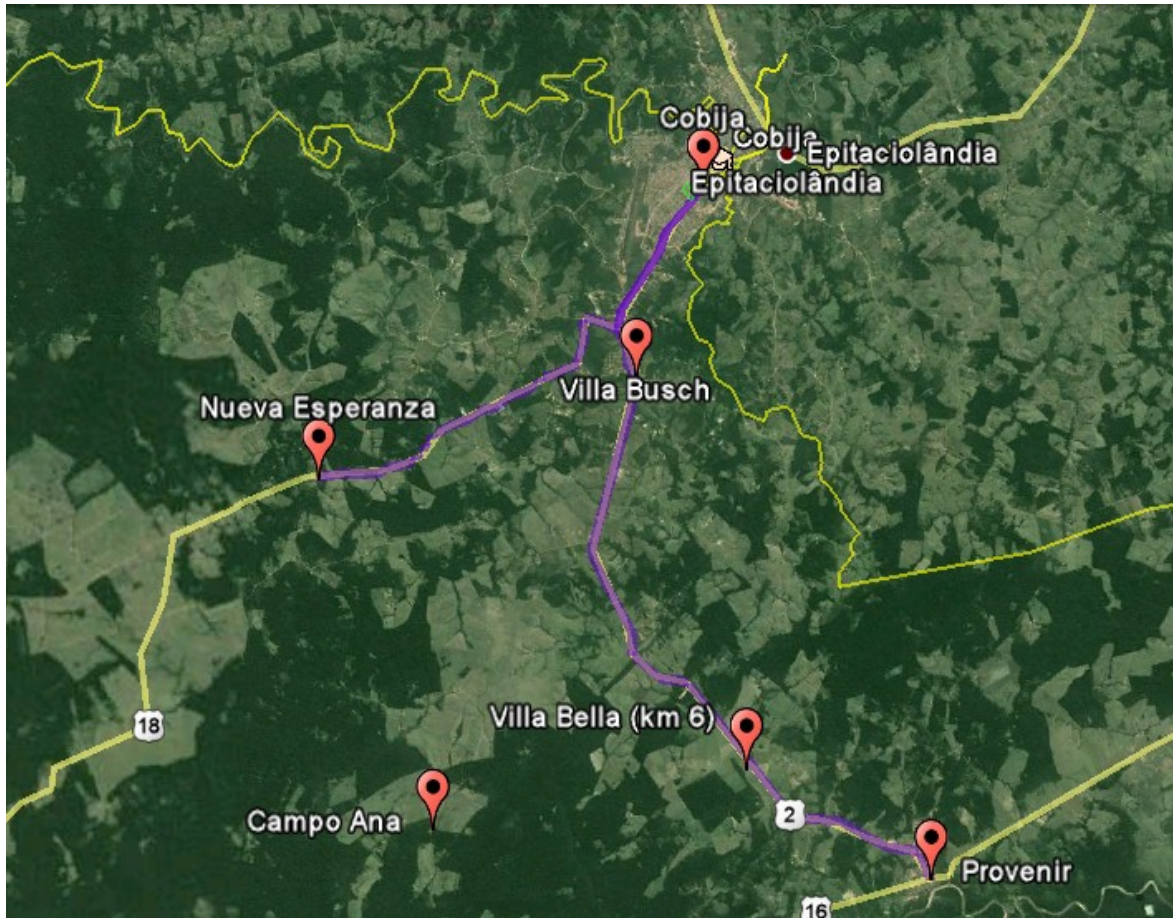 Cobija
Cobija
Epitaciolândia
Epitaciolândia
Villa Busch
Nueva Esperanza
Villa Bella (km 6)
18
Campo Ana
2
Provenir
16